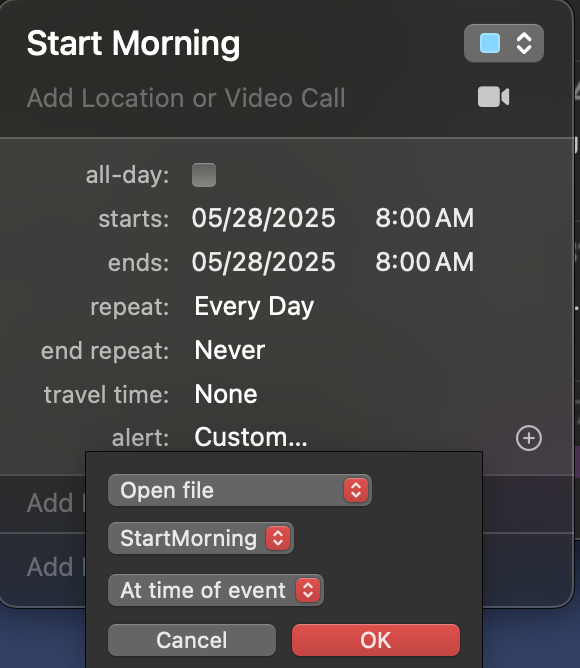 Start Morning
Add Location or Video Call
all-day:
starts: 05/28/2025 8:00 AM
ends: 05/28/2025 8:00 AM
repeat: Every Day
end repeat: Never
travel time: None
alert: Custom...
Open file
Add
StartMorning
Add
At time of event
Cancel OK